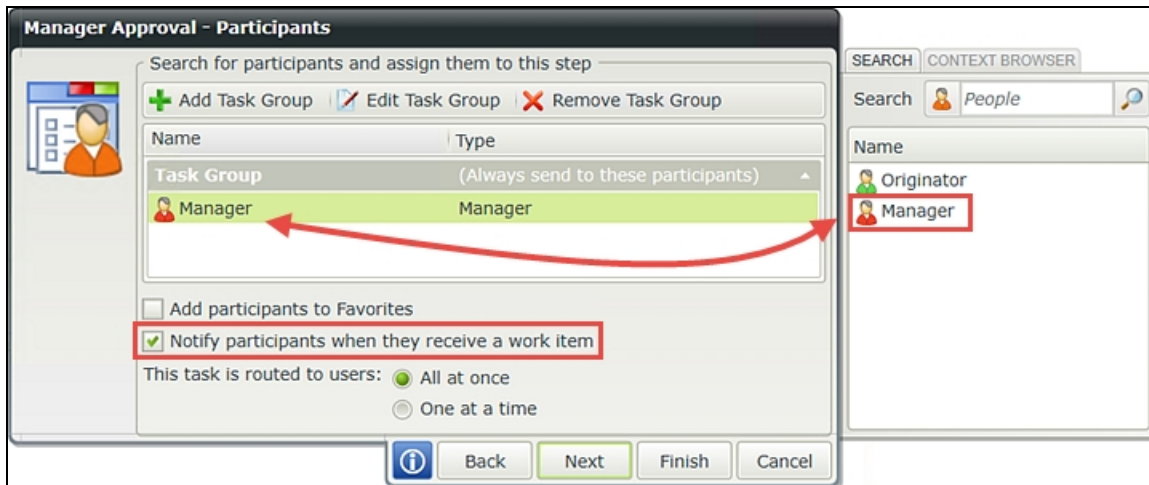 Manager Approval - Participants
Search for participants and assign them to this step
Add Task Group Edit Task Group Remove Task Group
Name Type
Task Group (Always send to these participants)
Manager Manager
Add participants to Favorites
Notify participants when they receive a work item
This task is routed to users: All at once
One at a time
Back Next Finish Cancel
SEARCH CONTEXT BROWSER
Search People
Name
Originator
Manager